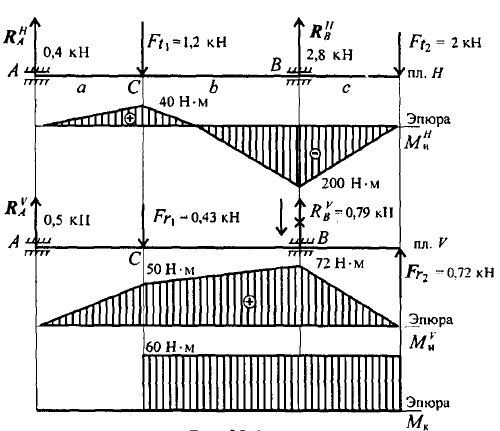 R_A^H
0,4 кН
Ft₁=1,2 кН
R_B^H
2,8 кН
Ft₂ = 2 кН
A
C
B
пл. H
a
b
c
40 Н·м
Эпюра
M_и^H
+
−
200 Н·м
R_A^V
0,5 кН
Fr₁=0,43 кН
R_B^V=0,79 кН
A
C
B
пл. V
50 Н·м
72 Н·м
Fr₂ = 0,72 кН
+
Эпюра
M_и^V
60 Н·м
Эпюра
M_к